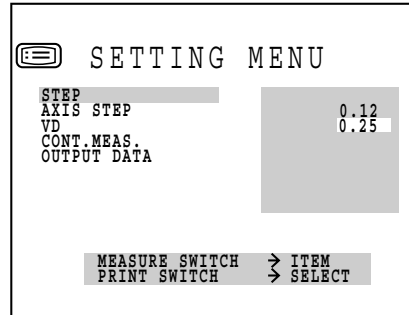 SETTING MENU
STEP
AXIS STEP 0.12
VD 0.25
CONT.MEAS.
OUTPUT DATA
MEASURE SWITCH → ITEM
PRINT SWITCH → SELECT